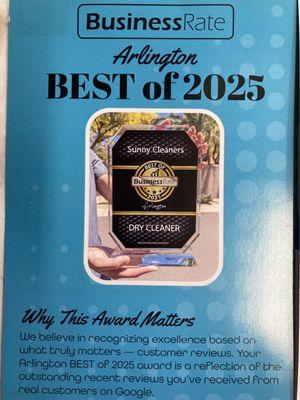 BusinessRate
Arlington
BEST of 2025
Sunny Cleaners
BEST OF
BusinessRate
2025
Arlington
DRY CLEANER
Why This Award Matters
We believe in recognizing excellence based on
what truly matters — customer reviews. Your
Arlington BEST of 2025 award is a reflection of the
outstanding recent reviews you've received from
real customers on Google.